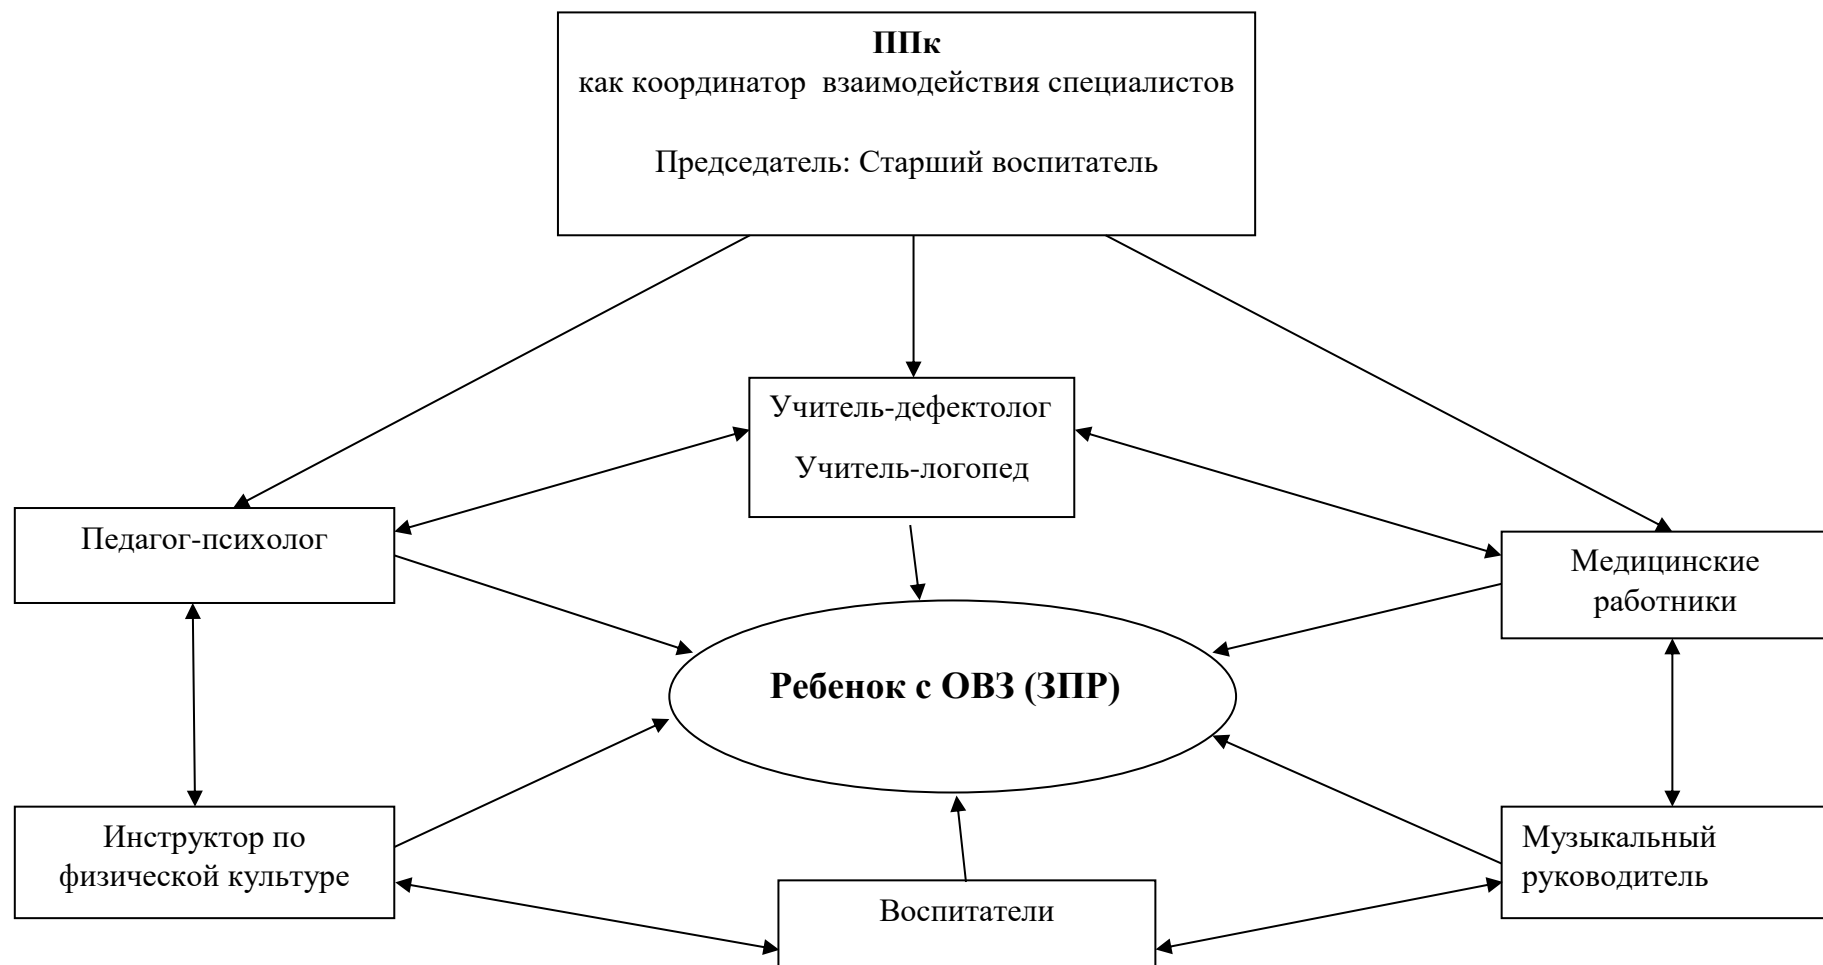 ППк
как координатор взаимодействия специалистов
Председатель: Старший воспитатель
Учитель-дефектолог
Учитель-логопед
Педагог-психолог
Медицинские
работники
Ребенок с ОВЗ (ЗПР)
Инструктор по
физической культуре
Музыкальный
руководитель
Воспитатели